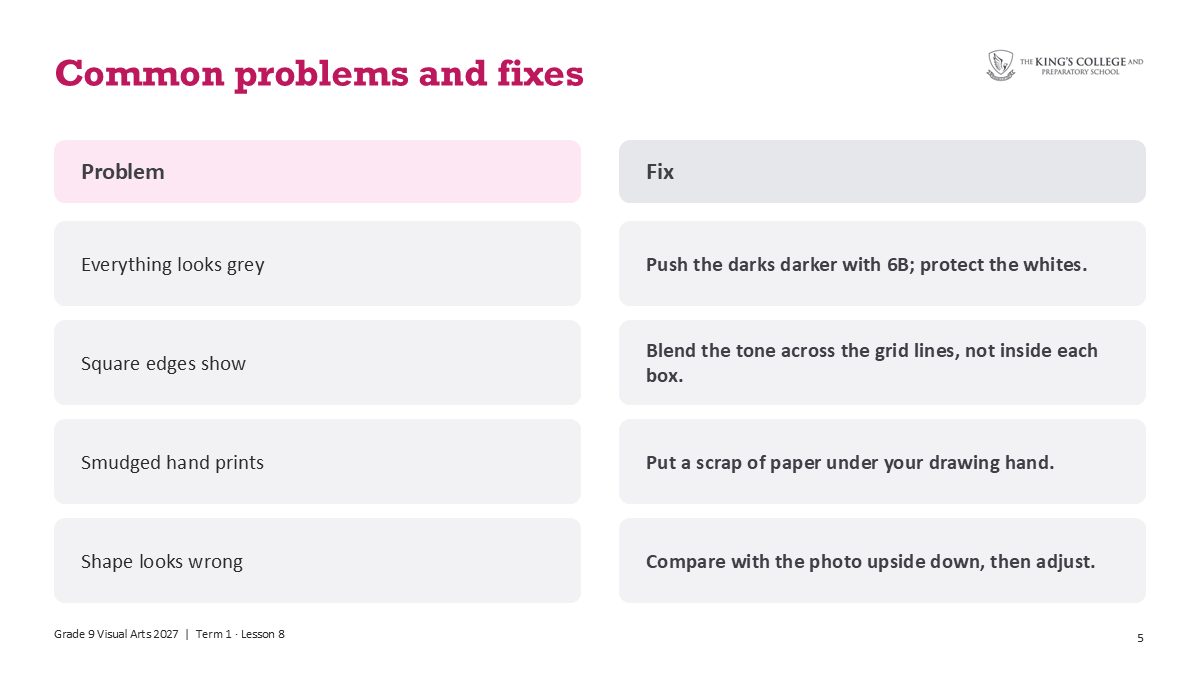 Common problems and fixes
THE KING'S COLLEGE AND
PREPARATORY SCHOOL
Problem
Fix
Everything looks grey
Push the darks darker with 6B; protect the whites.
Square edges show
Blend the tone across the grid lines, not inside each
box.
Smudged hand prints
Put a scrap of paper under your drawing hand.
Shape looks wrong
Compare with the photo upside down, then adjust.
Grade 9 Visual Arts 2027 | Term 1 · Lesson 8
5